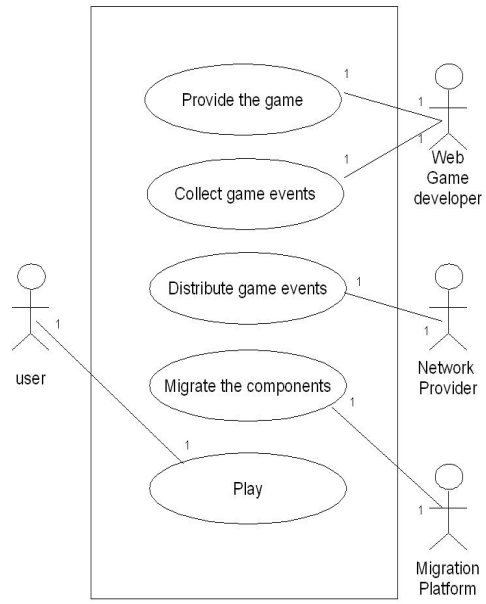 Provide the game
1
1
Web
Game
developer
1
1
Collect game events
Distribute game events
1
1
Network
Provider
user
1
Migrate the components
1
1
Play
1
Migration
Platform